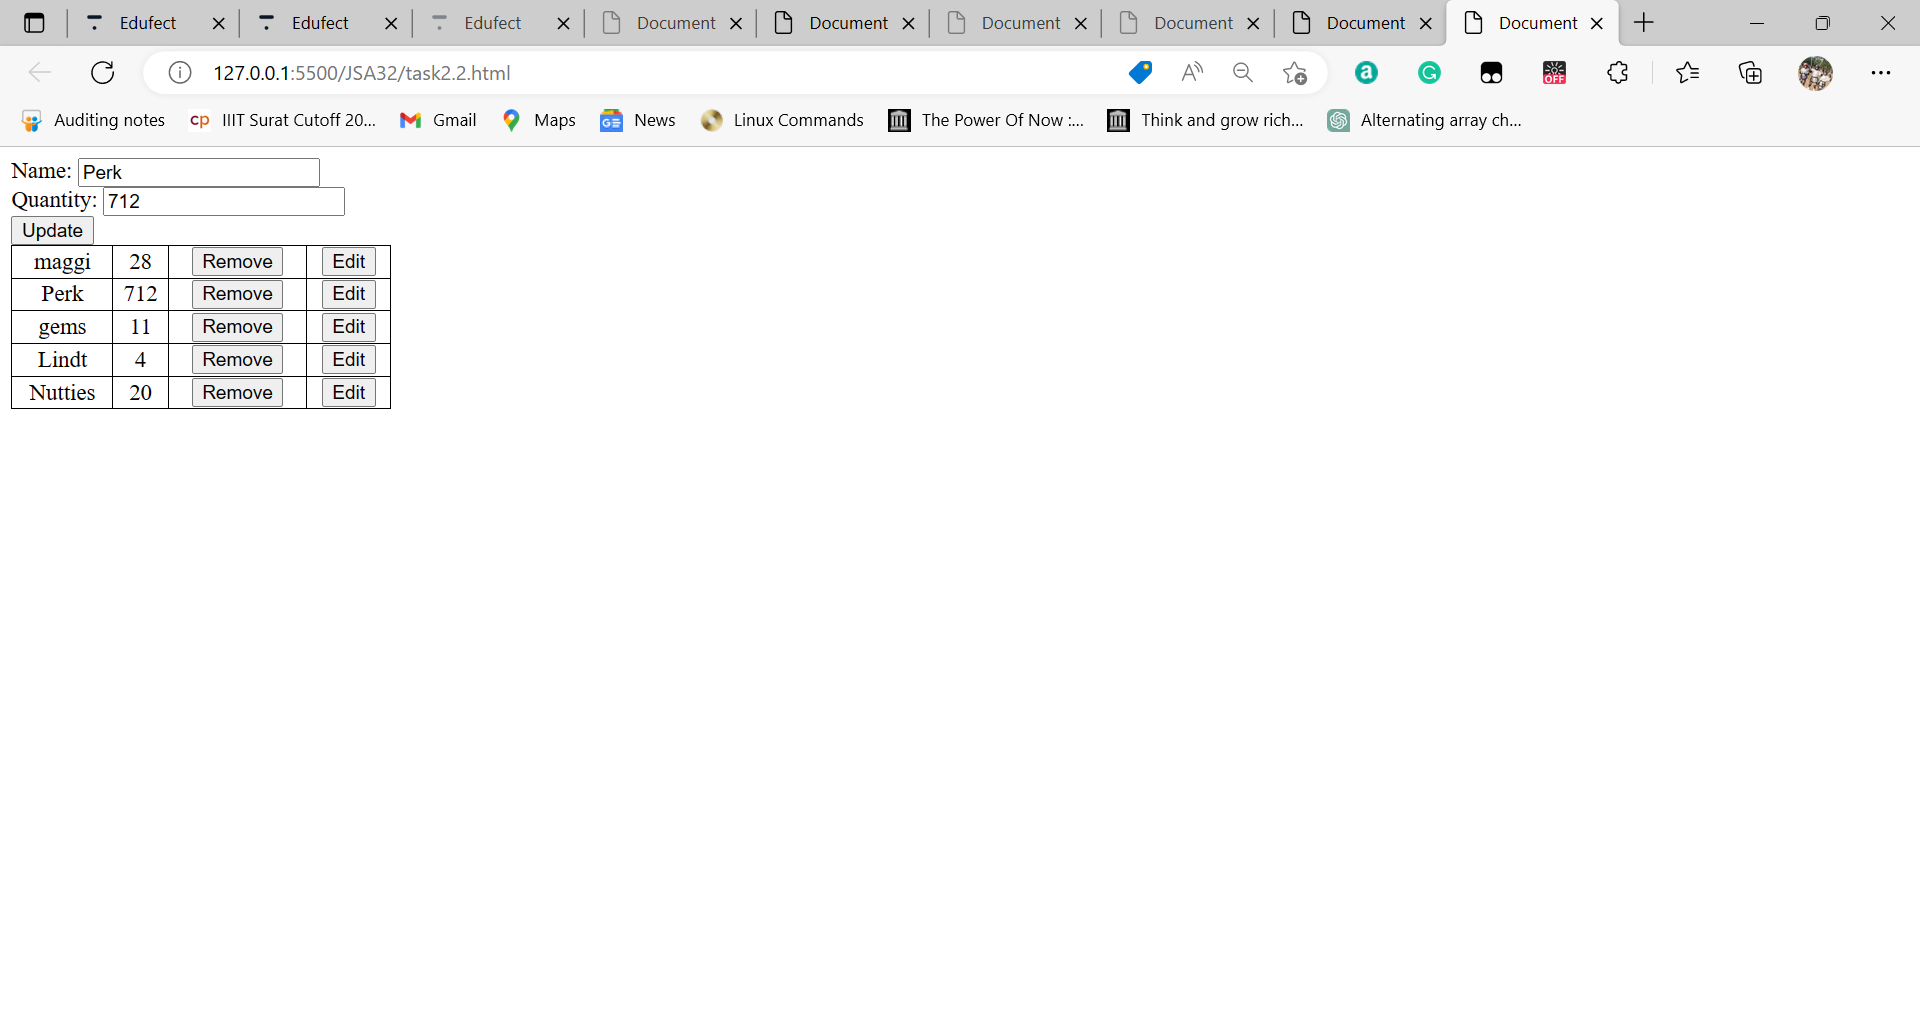 Edufect Edufect Edufect Document Document Document Document Document Document
127.0.0.1:5500/JSA32/task2.2.html
Auditing notes IIIT Surat Cutoff 20... Gmail Maps News Linux Commands The Power Of Now :... Think and grow rich... Alternating array ch...
Name: Perk
Quantity: 712
Update
maggi 28 Remove Edit
Perk 712 Remove Edit
gems 11 Remove Edit
Lindt 4 Remove Edit
Nutties 20 Remove Edit